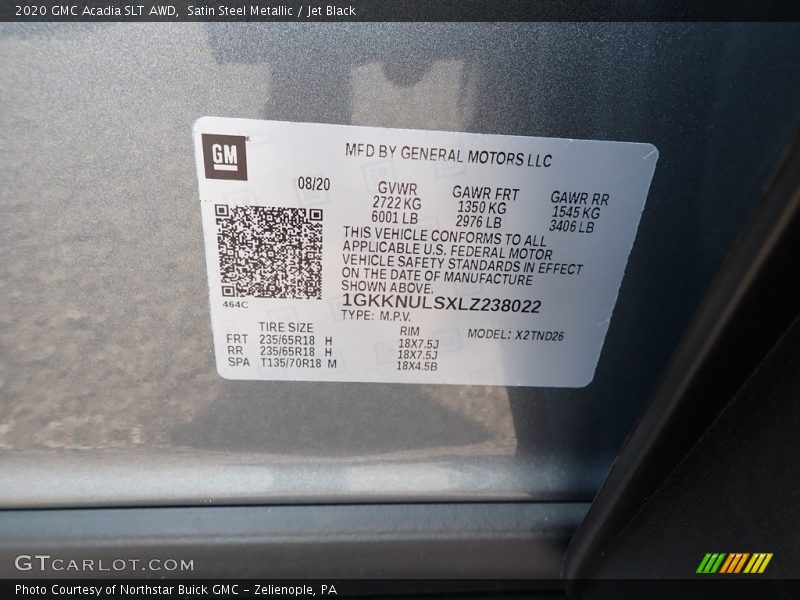 2020 GMC Acadia SLT AWD, Satin Steel Metallic / Jet Black
GM
MFD BY GENERAL MOTORS LLC
08/20
GVWR
2722 KG
6001 LB
GAWR FRT
1350 KG
2976 LB
GAWR RR
1545 KG
3406 LB
THIS VEHICLE CONFORMS TO ALL
APPLICABLE U.S. FEDERAL MOTOR
VEHICLE SAFETY STANDARDS IN EFFECT
ON THE DATE OF MANUFACTURE
SHOWN ABOVE.
1GKKNULSXLZ238022
TYPE: M.P.V.
464C
TIRE SIZE
RIM
MODEL: X2TND26
FRT 235/65R18 H 18X7.5J
RR 235/65R18 H 18X7.5J
SPA T135/70R18 M 18X4.5B
GTCARLOT.COM
Photo Courtesy of Northstar Buick GMC - Zelienople, PA